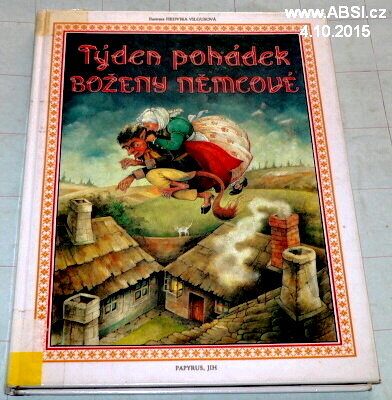 www.ABSI.cz
4.10.2015
Ilustrace HEDVIKA VILGUSOVÁ
Týden pohádek
BOŽENY NĚMCOVÉ
PAPYRUS, JIH